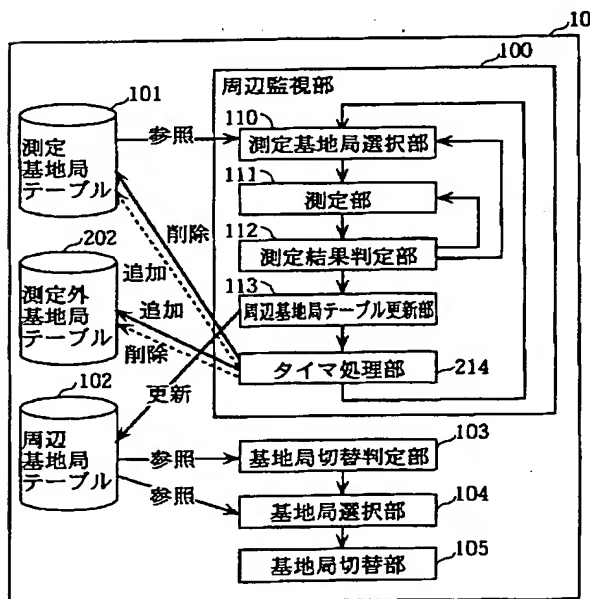 10
100
101
周辺監視部
110
測定
基地局
テーブル
参照
測定基地局選択部
111
測定部
112
測定結果判定部
202
削除
追加
追加
削除
測定外
基地局
テーブル
113
周辺基地局テーブル更新部
タイマ処理部
214
102
更新
周辺
基地局
テーブル
参照
参照
103
基地局切替判定部
104
基地局選択部
105
基地局切替部